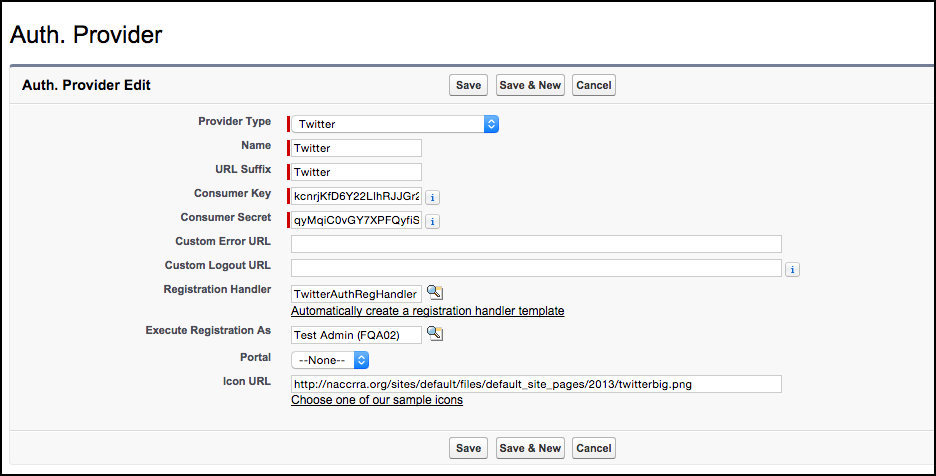 Auth. Provider
Auth. Provider Edit
Save Save & New Cancel
Provider Type Twitter
Name Twitter
URL Suffix Twitter
Consumer Key kcnrjKfD6Y22LlhRJJGr2 i
Consumer Secret qyMqiC0vGY7XPFQyfiS i
Custom Error URL
Custom Logout URL i
Registration Handler TwitterAuthRegHandler
Automatically create a registration handler template
Execute Registration As Test Admin (FQA02)
Portal --None--
Icon URL http://naccrra.org/sites/default/files/default_site_pages/2013/twitterbig.png
Choose one of our sample icons
Save Save & New Cancel